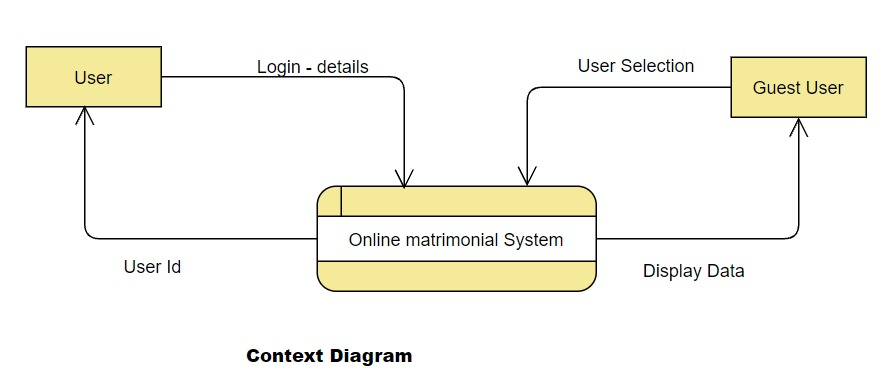 User
Login - details
User Selection
Guest User
Online matrimonial System
User Id
Display Data
Context Diagram